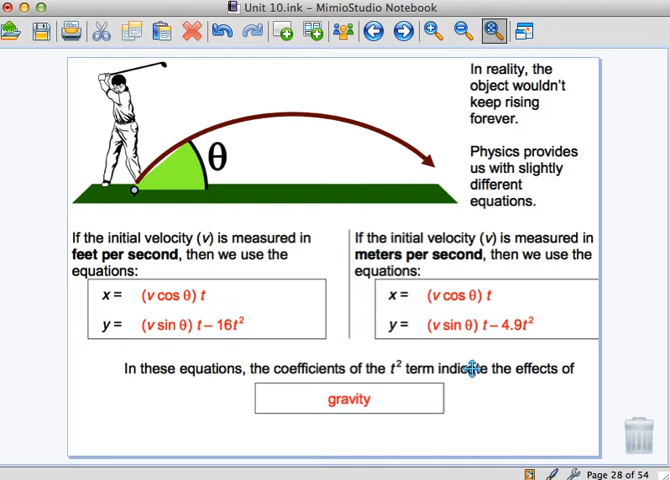 Unit 10.ink - MimioStudio Notebook
In reality, the
object wouldn't
keep rising
forever.
Physics provides
us with slightly
different
equations.
θ
If the initial velocity (v) is measured in
feet per second, then we use the
equations:
x = (v cos θ) t
y = (v sin θ) t – 16t²
If the initial velocity (v) is measured in
meters per second, then we use the
equations:
x = (v cos θ) t
y = (v sin θ) t – 4.9t²
In these equations, the coefficients of the t² term indicate the effects of
gravity
Page 28 of 54